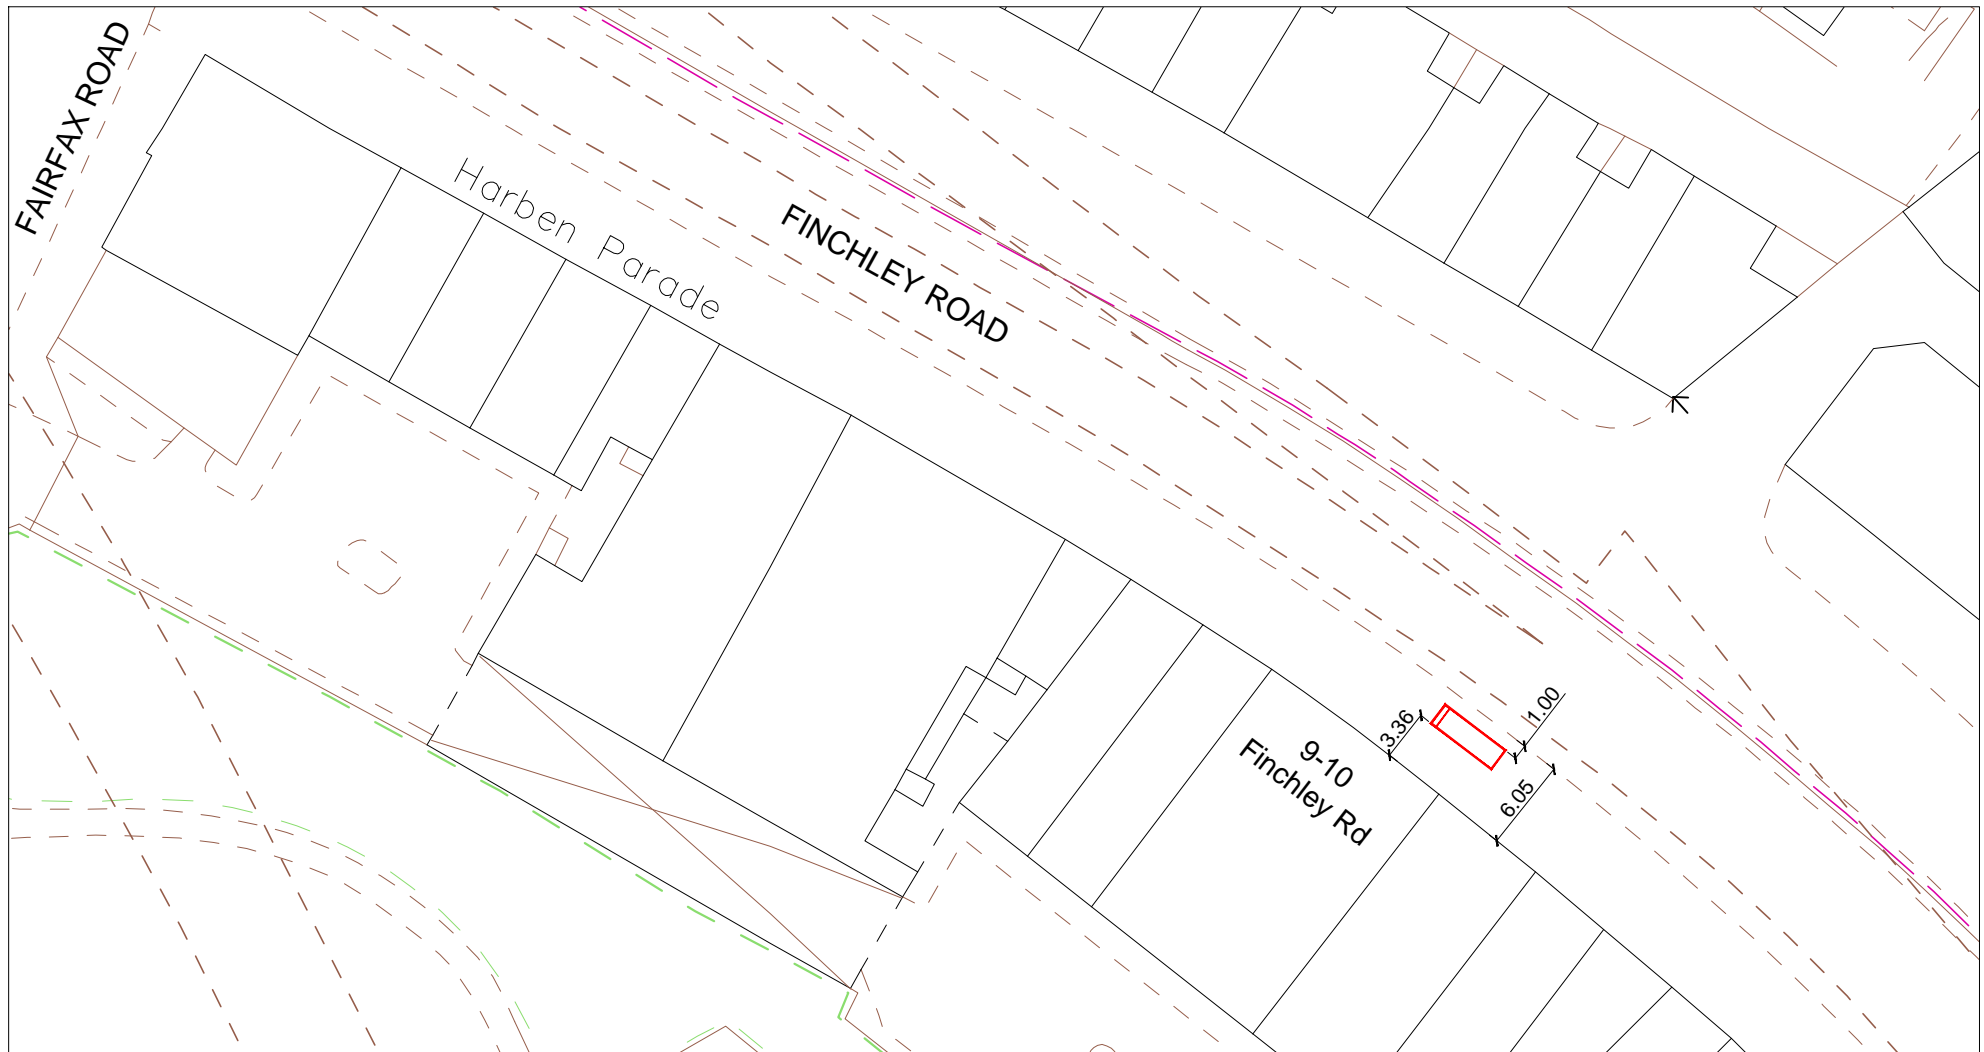 FAIRFAX ROAD
Harben Parade
FINCHLEY ROAD
3.36
1.00
6.05
9-10
Finchley Rd